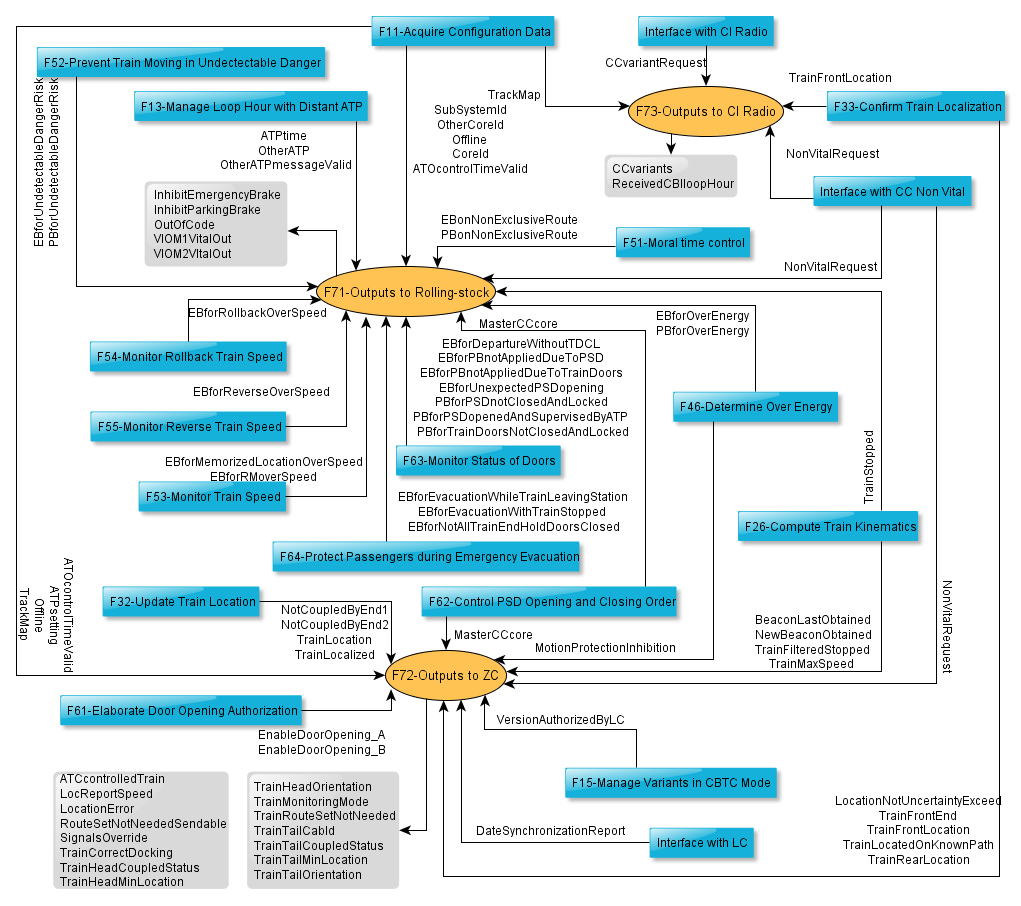 F11-Acquire Configuration Data
Interface with CI Radio
F52-Prevent Train Moving in Undectectable Danger
CCvariantRequest
TrainFrontLocation
F13-Manage Loop Hour with Distant ATP
TrackMap
F73-Outputs to CI Radio
F33-Confirm Train Localization
EBforUndetectableDangerRisk
PBforUndetectableDangerRisk
ATPtime
OtherATP
OtherATPmessageValid
SubSystemId
OtherCoreId
Offline
CoreId
ATOcontrolTimeValid
NonVitalRequest
CCvariants
ReceivedCBIloopHour
InhibitEmergencyBrake
InhibitParkingBrake
OutOfCode
VIOM1VitalOut
VIOM2VItalOut
Interface with CC Non Vital
EBonNonExclusiveRoute
PBonNonExclusiveRoute
F51-Moral time control
NonVitalRequest
F71-Outputs to Rolling-stock
EBforRollbackOverSpeed
MasterCCcore
EBforOverEnergy
PBforOverEnergy
F54-Monitor Rollback Train Speed
EBforDepartureWithoutTDCL
EBforPBnotAppliedDueToPSD
EBforPBnotAppliedDueToTrainDoors
EBforUnexpectedPSDopening
PBforPSDnotClosedAndLocked
PBforPSDopenedAndSupervisedByATP
PBforTrainDoorsNotClosedAndLocked
EBforReverseOverSpeed
F46-Determine Over Energy
F55-Monitor Reverse Train Speed
TrainStopped
EBforMemorizedLocationOverSpeed
EBforRMoverSpeed
F63-Monitor Status of Doors
F53-Monitor Train Speed
EBforEvacuationWhileTrainLeavingStation
EBforEvacuationWithTrainStopped
EBforNotAllTrainEndHoldDoorsClosed
F26-Compute Train Kinematics
F64-Protect Passengers during Emergency Evacuation
ATOcontrolTimeValid
ATPsetting
Offline
TrackMap
F32-Update Train Location
NotCoupledByEnd1
NotCoupledByEnd2
TrainLocation
TrainLocalized
F62-Control PSD Opening and Closing Order
NonVitalRequest
MasterCCcore
MotionProtectionInhibition
BeaconLastObtained
NewBeaconObtained
TrainFilteredStopped
TrainMaxSpeed
F72-Outputs to ZC
F61-Elaborate Door Opening Authorization
EnableDoorOpening_A
EnableDoorOpening_B
VersionAuthorizedByLC
F15-Manage Variants in CBTC Mode
ATCcontrolledTrain
LocReportSpeed
LocationError
RouteSetNotNeededSendable
SignalsOverride
TrainCorrectDocking
TrainHeadCoupledStatus
TrainHeadMinLocation
TrainHeadOrientation
TrainMonitoringMode
TrainRouteSetNotNeeded
TrainTailCabId
TrainTailCoupledStatus
TrainTailMinLocation
TrainTailOrientation
DateSynchronizationReport
Interface with LC
LocationNotUncertaintyExceed
TrainFrontEnd
TrainFrontLocation
TrainLocatedOnKnownPath
TrainRearLocation